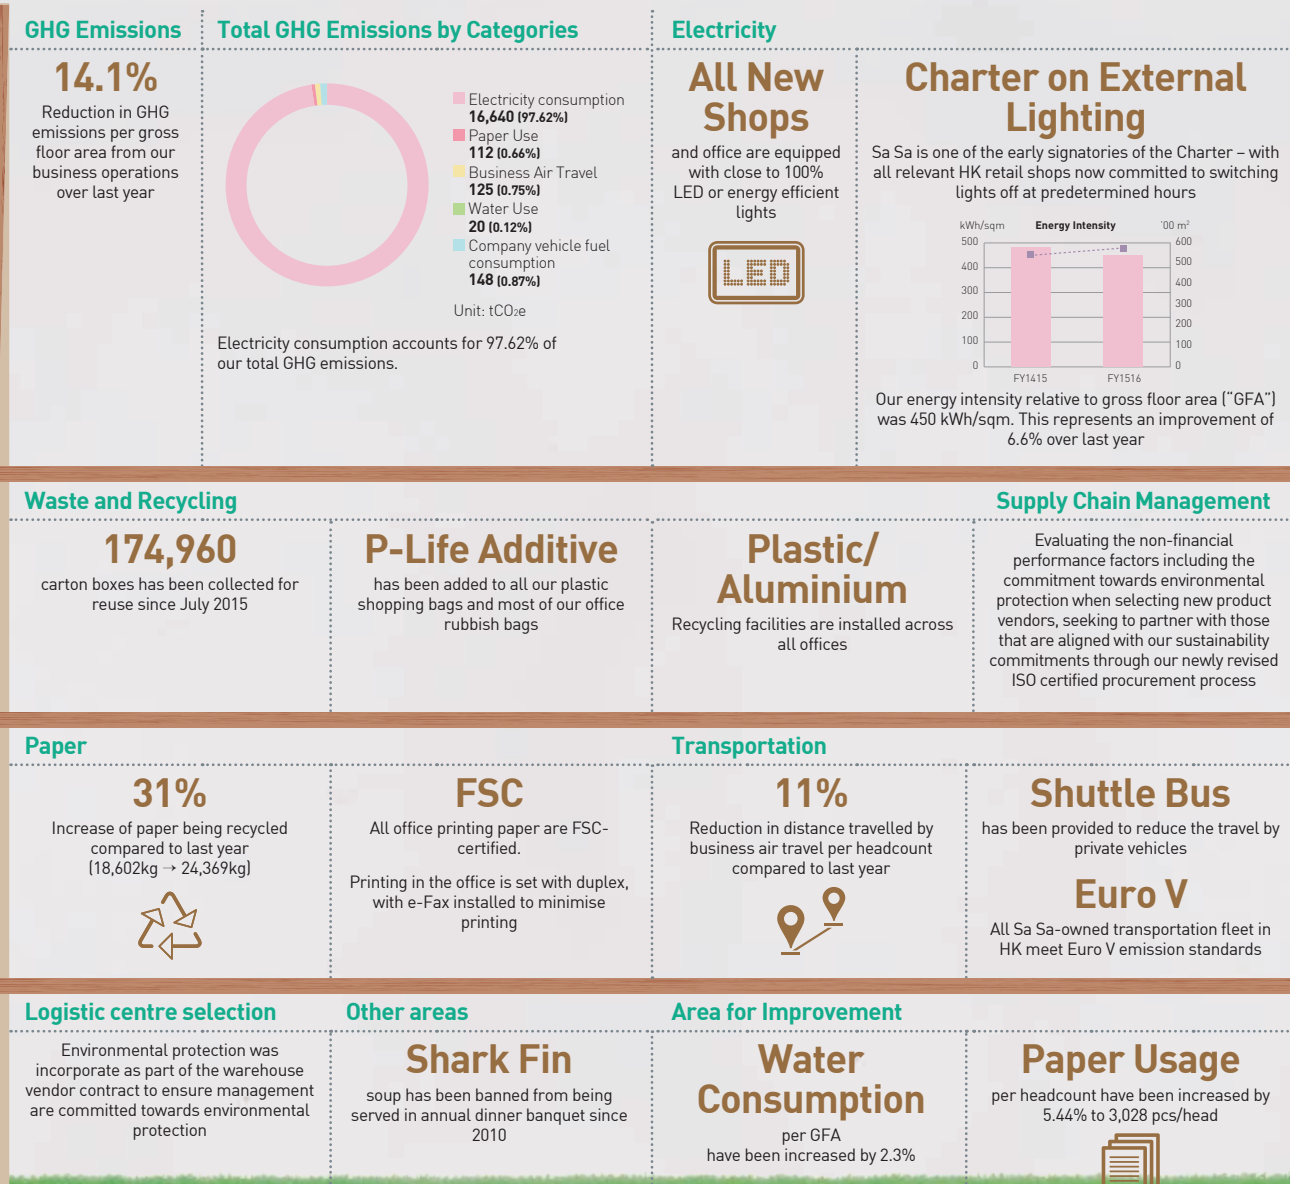 GHG Emissions
14.1%
Reduction in GHG
emissions per gross
floor area from our
business operations
over last year
Total GHG Emissions by Categories
Electricity consumption
16,640 (97.62%)
Paper Use
112 (0.66%)
Business Air Travel
125 (0.75%)
Water Use
20 (0.12%)
Company vehicle fuel
consumption
148 (0.87%)
Unit: tCO2e
Electricity consumption accounts for 97.62% of
our total GHG emissions.
Electricity
All New
Shops
and office are equipped
with close to 100%
LED or energy efficient
lights
LED
Charter on External
Lighting
Sa Sa is one of the early signatories of the Charter – with
all relevant HK retail shops now committed to switching
lights off at predetermined hours
kWh/sqm Energy Intensity '00 m²
500 600
400 500
300 400
200 300
100 200
0 100
0
FY1415 FY1516
Our energy intensity relative to gross floor area ("GFA")
was 450 kWh/sqm. This represents an improvement of
6.6% over last year
Waste and Recycling
174,960
carton boxes has been collected for
reuse since July 2015
P-Life Additive
has been added to all our plastic
shopping bags and most of our office
rubbish bags
Plastic/
Aluminium
Recycling facilities are installed across
all offices
Supply Chain Management
Evaluating the non-financial
performance factors including the
commitment towards environmental
protection when selecting new product
vendors, seeking to partner with those
that are aligned with our sustainability
commitments through our newly revised
ISO certified procurement process
Paper
31%
Increase of paper being recycled
compared to last year
(18,602kg → 24,369kg)
FSC
All office printing paper are FSC-
certified.
Printing in the office is set with duplex,
with e-Fax installed to minimise
printing
Transportation
11%
Reduction in distance travelled by
business air travel per headcount
compared to last year
Shuttle Bus
has been provided to reduce the travel by
private vehicles
Euro V
All Sa Sa-owned transportation fleet in
HK meet Euro V emission standards
Logistic centre selection
Environmental protection was
incorporate as part of the warehouse
vendor contract to ensure management
are committed towards environmental
protection
Other areas
Shark Fin
soup has been banned from being
served in annual dinner banquet since
2010
Area for Improvement
Water
Consumption
per GFA
have been increased by 2.3%
Paper Usage
per headcount have been increased by
5.44% to 3,028 pcs/head